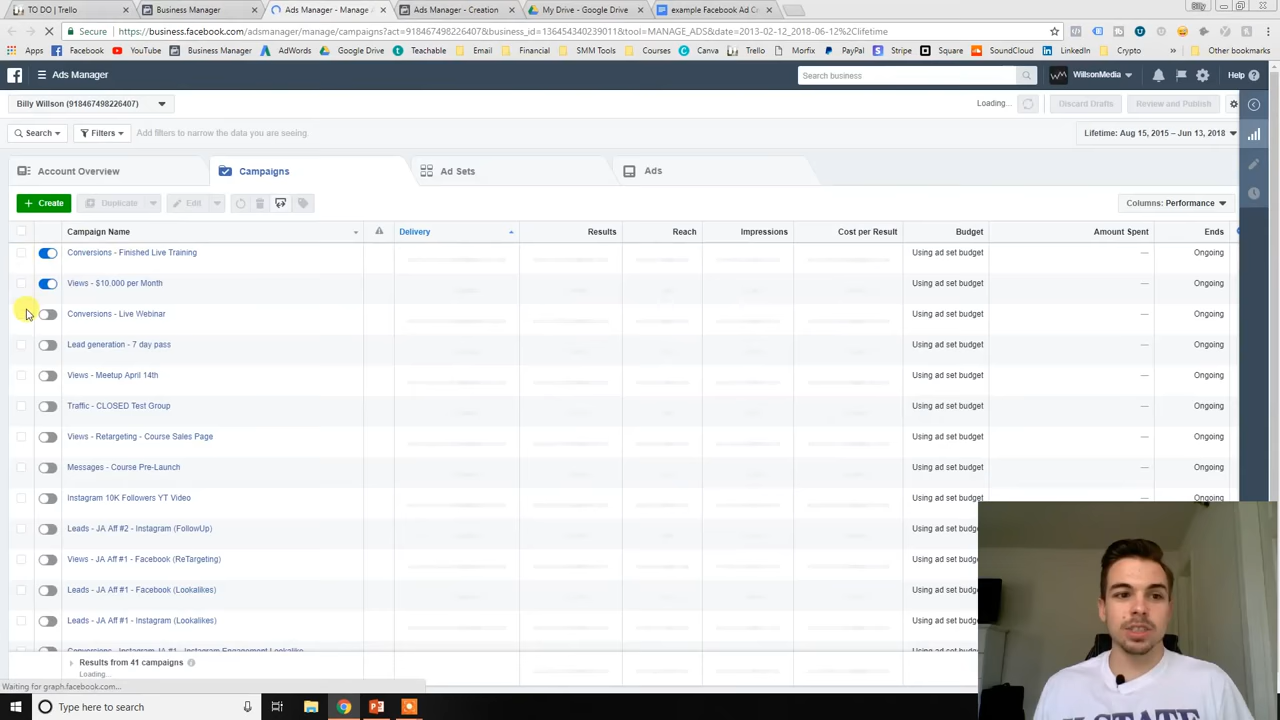 TO DO | Trello
Business Manager
Ads Manager - Manage A
Ads Manager - Creation
My Drive - Google Drive
example Facebook Ad Co
Billy
https://business.facebook.com/adsmanager/manage/campaigns?act=918467498226407&business_id=136454340239011&tool=MANAGE_ADS&date=2013-02-12_2018-06-12%2Clifetime
Apps Facebook YouTube Business Manager AdWords Google Drive Teachable Email Financial SMM Tools Courses Canvas Trello Morfix PayPal Stripe Square SoundCloud LinkedIn Crypto Other bookmarks
Ads Manager
Search business
WillsonMedia
Help
Billy Willson (918467498226407)
Loading...
Discard Drafts
Review and Publish
Search
Filters
Add filters to narrow the data you are seeing
Lifetime: Aug 15, 2015 – Jun 13, 2018
Account Overview
Campaigns
Ad Sets
Ads
+ Create
Duplicate
Edit
Columns: Performance
Campaign Name Delivery Results Reach Impressions Cost per Result Budget Amount Spent Ends
Conversions - Finished Live Training Using ad set budget — Ongoing
Views - $10.000 per Month Using ad set budget — Ongoing
Conversions - Live Webinar Using ad set budget — Ongoing
Lead generation - 7 day pass Using ad set budget — Ongoing
Views - Meetup April 14th Using ad set budget — Ongoing
Traffic - CLOSED Test Group Using ad set budget — Ongoing
Views - Retargeting - Course Sales Page Using ad set budget — Ongoing
Messages - Course Pre-Launch Using ad set budget — Ongoing
Instagram 10K Followers YT Video Using ad set budget — Ongoing
Leads - JA Aff #2 - Instagram (FollowUp)
Views - JA Aff #1 - Facebook (ReTargeting)
Leads - JA Aff #1 - Facebook (Lookalikes)
Leads - JA Aff #1 - Instagram (Lookalikes)
Conversions - Instagram JA #1 - Instagram Engagement Lookalike
Results from 41 campaigns
Loading...
Waiting for graph.facebook.com...
Type here to search